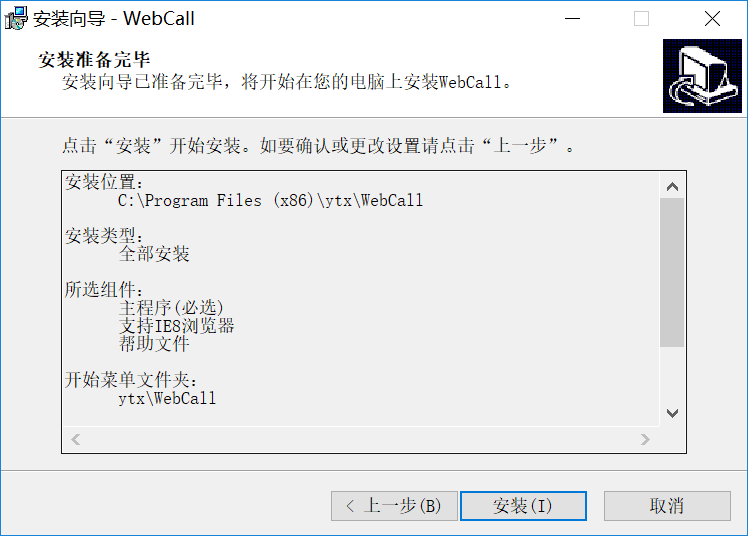 安装向导 - WebCall
安装准备完毕
安装向导已准备完毕，将开始在您的电脑上安装WebCall。
点击“安装”开始安装。如要确认或更改设置请点击“上一步”。
安装位置:
C:\Program Files (x86)\ytx\WebCall
安装类型:
全部安装
所选组件:
主程序(必选)
支持IE8浏览器
帮助文件
开始菜单文件夹:
ytx\WebCall
< 上一步(B)
安装(I)
取消